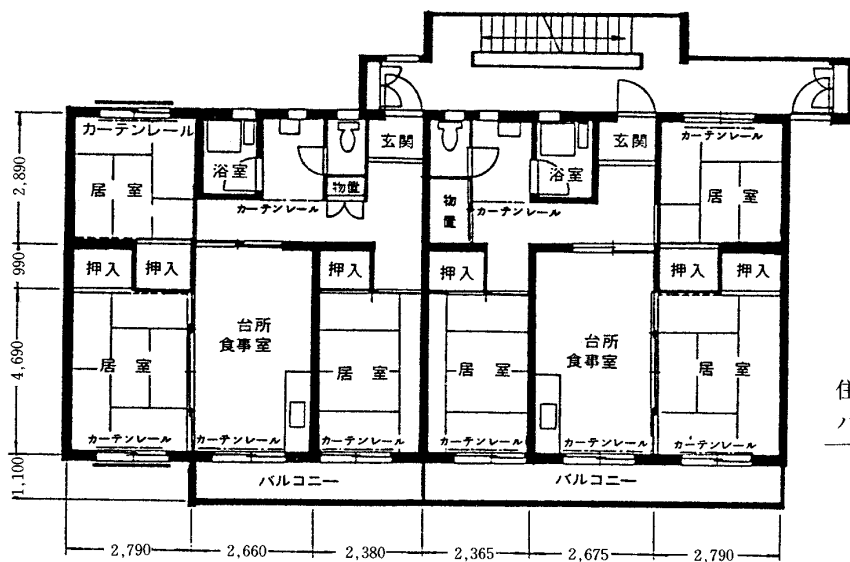 カーテンレール
玄関
玄関
カーテンレール
浴室
浴室
2,890
居室
物置
物置
居室
カーテンレール
カーテンレール
990
押入
押入
押入
押入
押入
押入
台所
食事室
台所
食事室
4,690
居室
居室
居室
居室
カーテンレール
カーテンレール
カーテンレール
カーテンレール
カーテンレール
カーテンレール
1,100
バルコニー
バルコニー
住
2,790
2,660
2,380
2,365
2,675
2,790